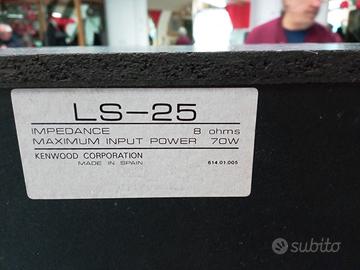 LS-25
IMPEDANCE 8 ohms
MAXIMUM INPUT POWER 70W
KENWOOD CORPORATION
MADE IN SPAIN 614.01.005
subito